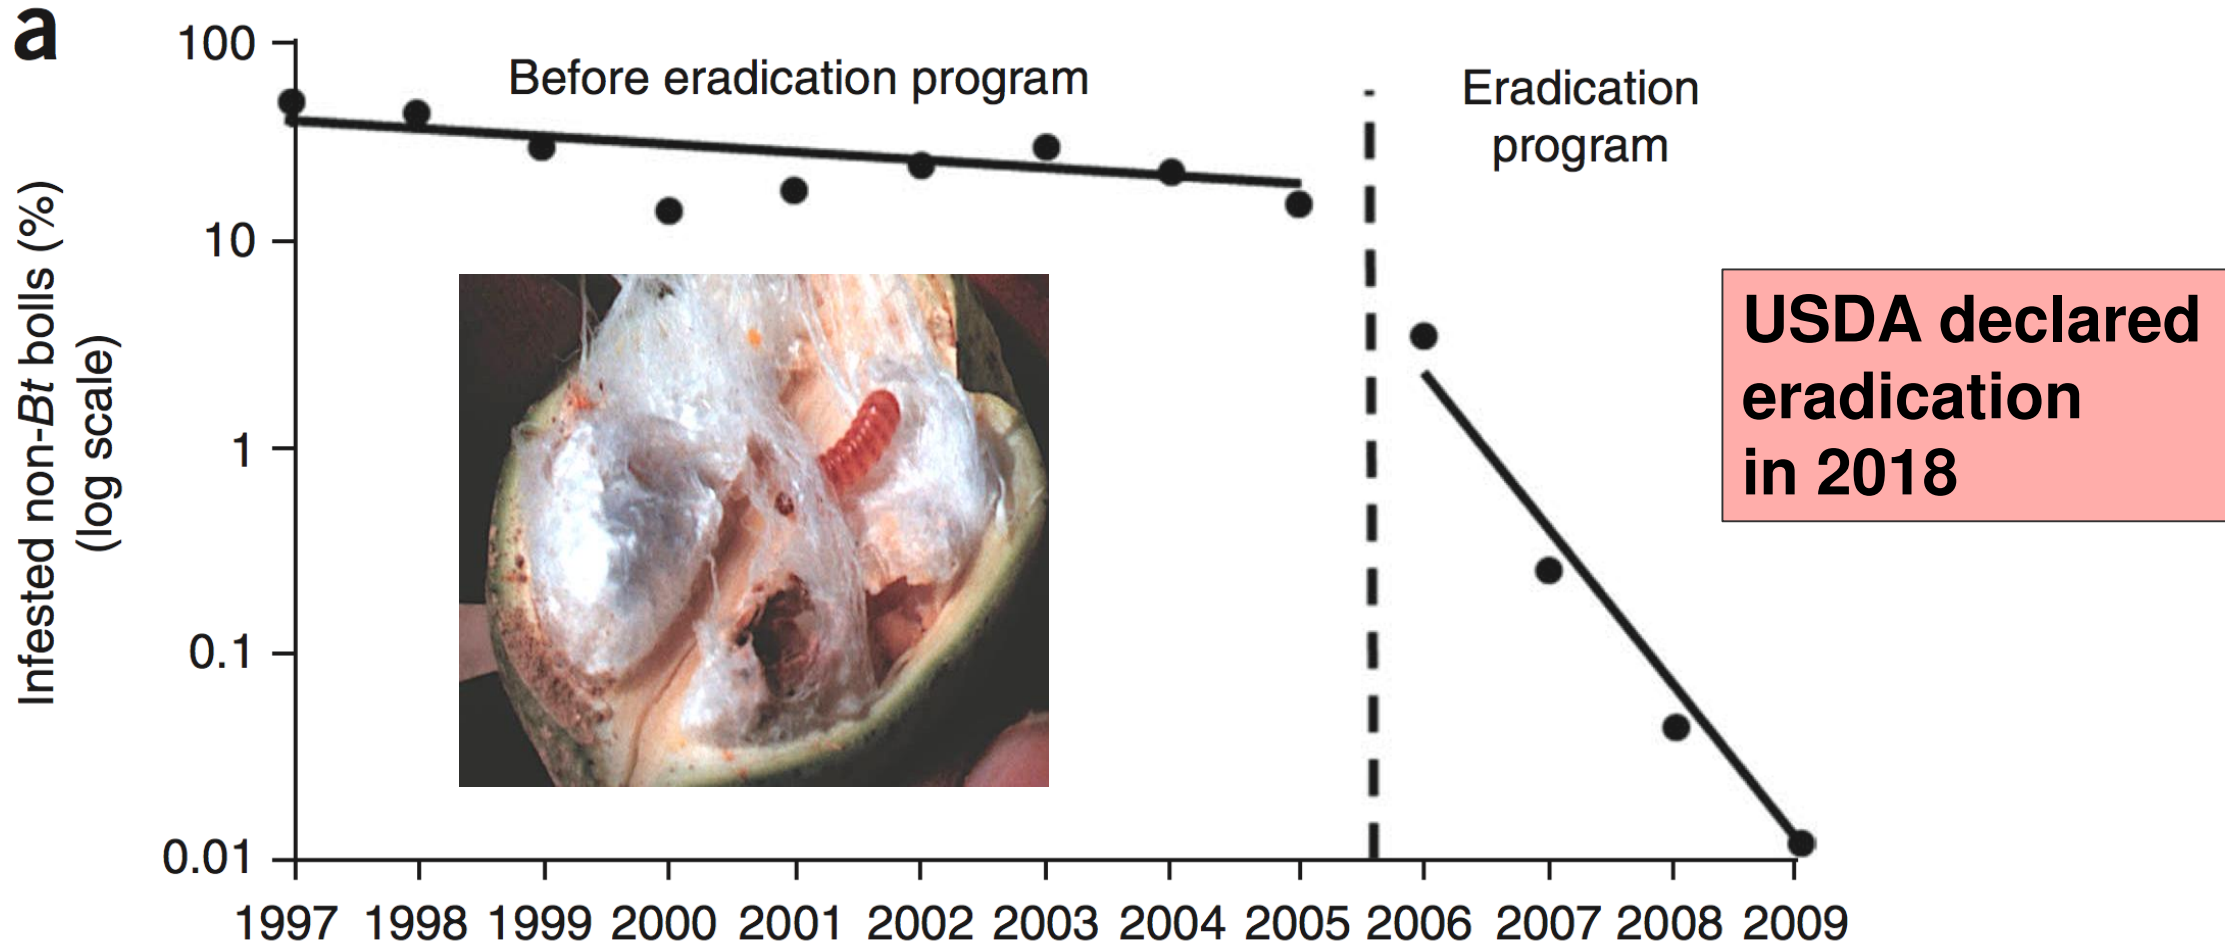 a
Infested non-Bt bolls (%)
(log scale)
100
10
1
0.1
0.01
Before eradication program
Eradication
program
USDA declared
eradication
in 2018
1997 1998 1999 2000 2001 2002 2003 2004 2005 2006 2007 2008 2009